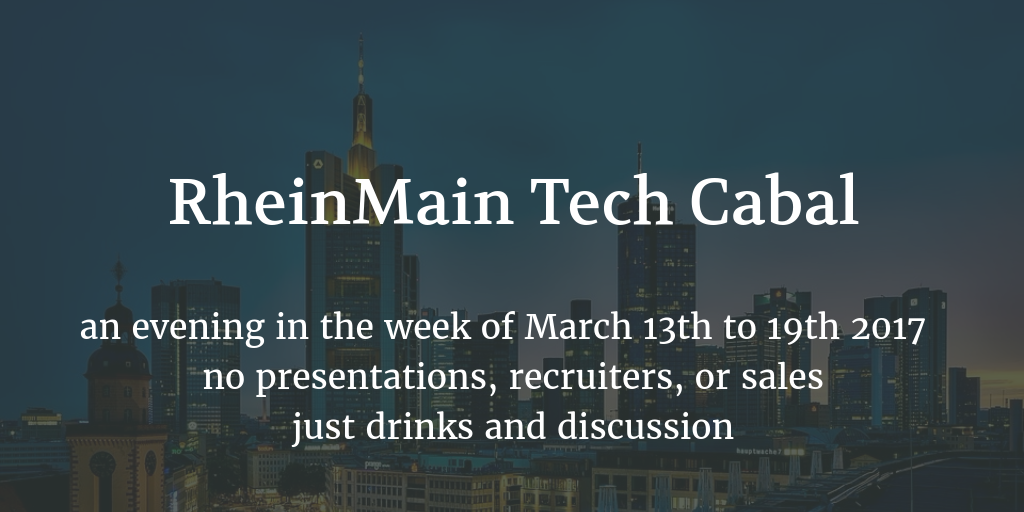 RheinMain Tech Cabal
an evening in the week of March 13th to 19th 2017
no presentations, recruiters, or sales
just drinks and discussion
hauptwache